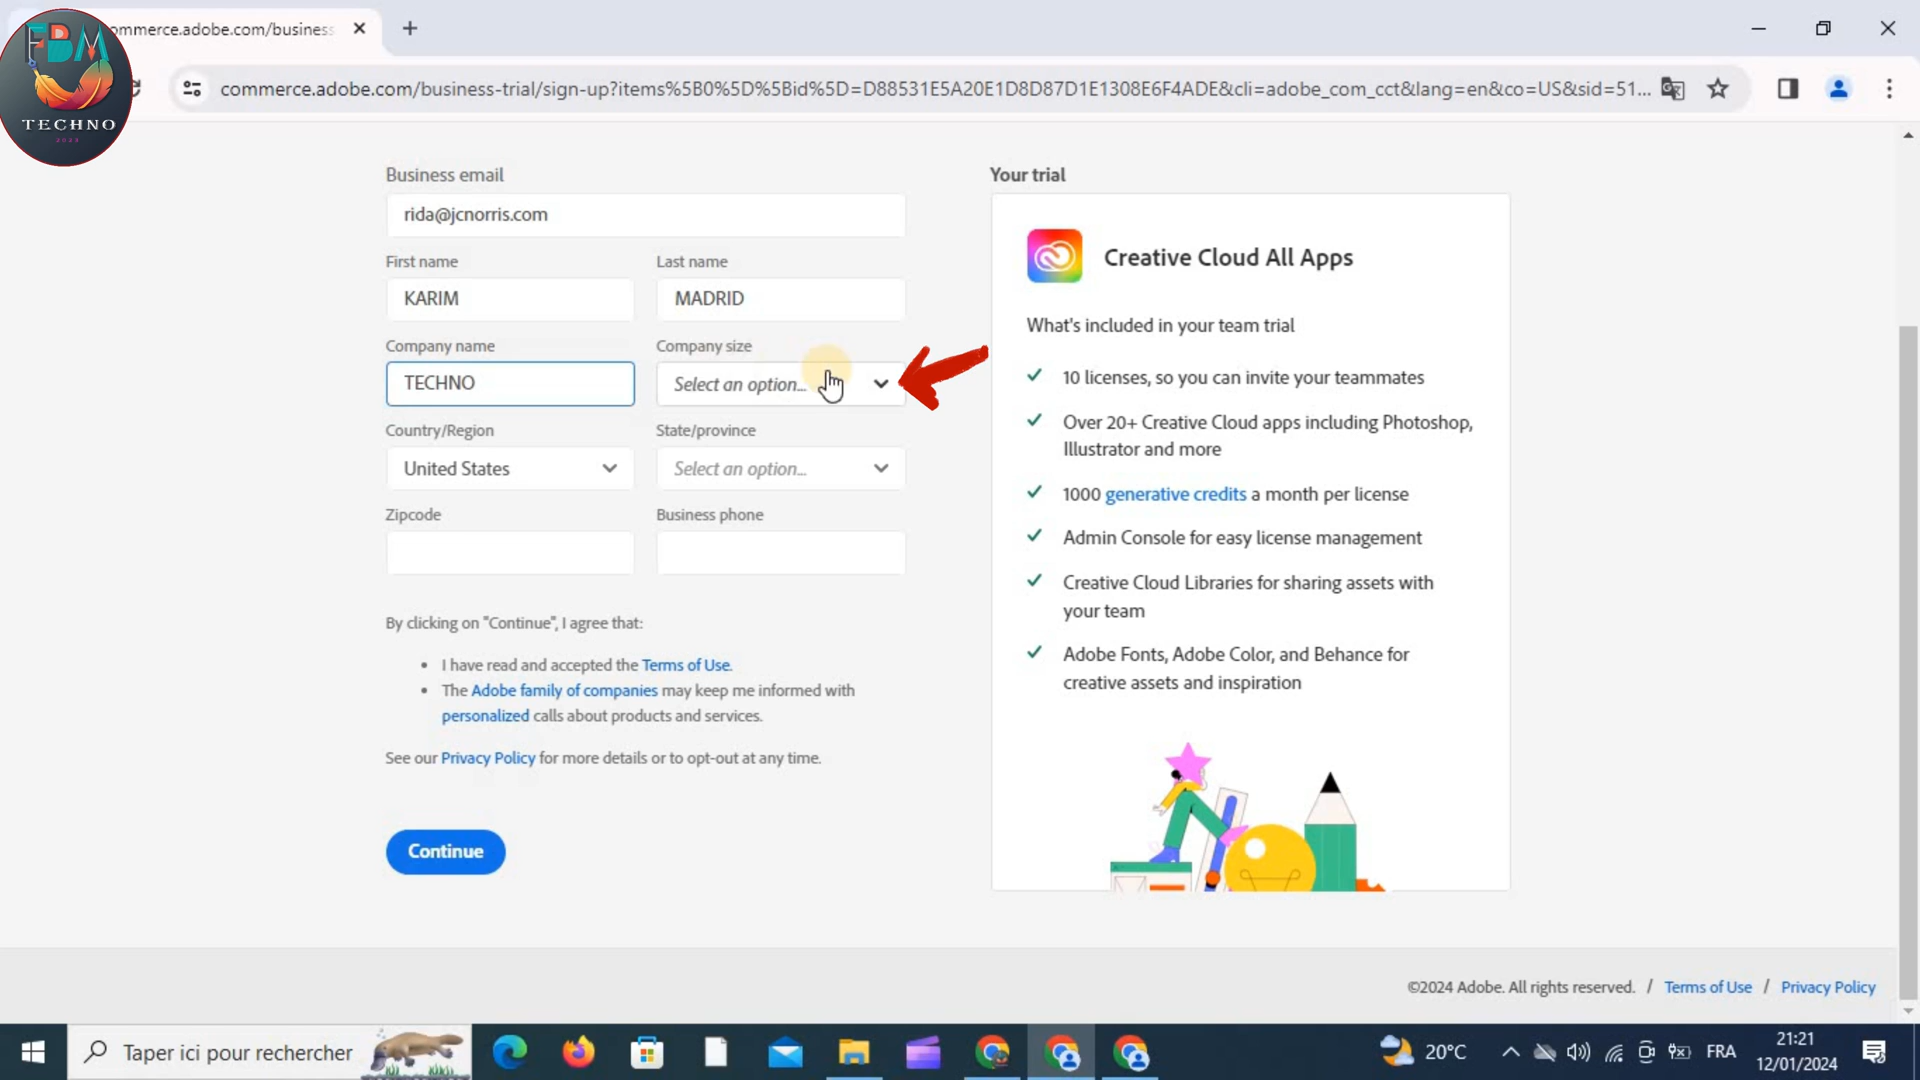 FBM
TECHNO
2023
commerce.adobe.com/business
commerce.adobe.com/business-trial/sign-up?items%5B0%5D%5Bid%5D=D88531E5A20E1D8D87D1E1308E6F4ADE&cli=adobe_com_cct&lang=en&co=US&sid=51...
Business email
rida@jcnorris.com
First name
Last name
KARIM
MADRID
Company name
Company size
TECHNO
Select an option...
Country/Region
State/province
United States
Select an option...
Zipcode
Business phone
By clicking on "Continue", I agree that:
• I have read and accepted the Terms of Use.
• The Adobe family of companies may keep me informed with
personalized calls about products and services.
See our Privacy Policy for more details or to opt-out at any time.
Continue
Your trial
Creative Cloud All Apps
What's included in your team trial
10 licenses, so you can invite your teammates
Over 20+ Creative Cloud apps including Photoshop,
Illustrator and more
1000 generative credits a month per license
Admin Console for easy license management
Creative Cloud Libraries for sharing assets with
your team
Adobe Fonts, Adobe Color, and Behance for
creative assets and inspiration
©2024 Adobe. All rights reserved. / Terms of Use / Privacy Policy
Taper ici pour rechercher
20°C
FRA
21:21
12/01/2024